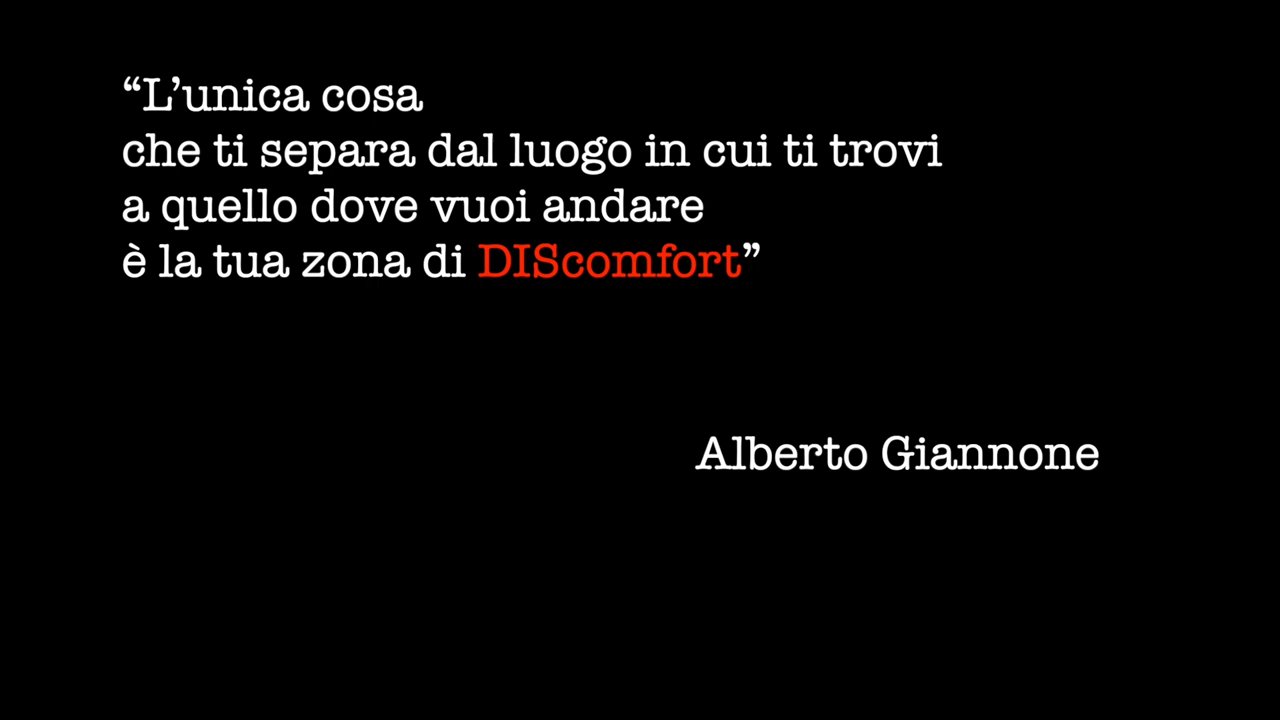 “L’unica cosa
che ti separa dal luogo in cui ti trovi
a quello dove vuoi andare
è la tua zona di DIScomfort”
Alberto Giannone